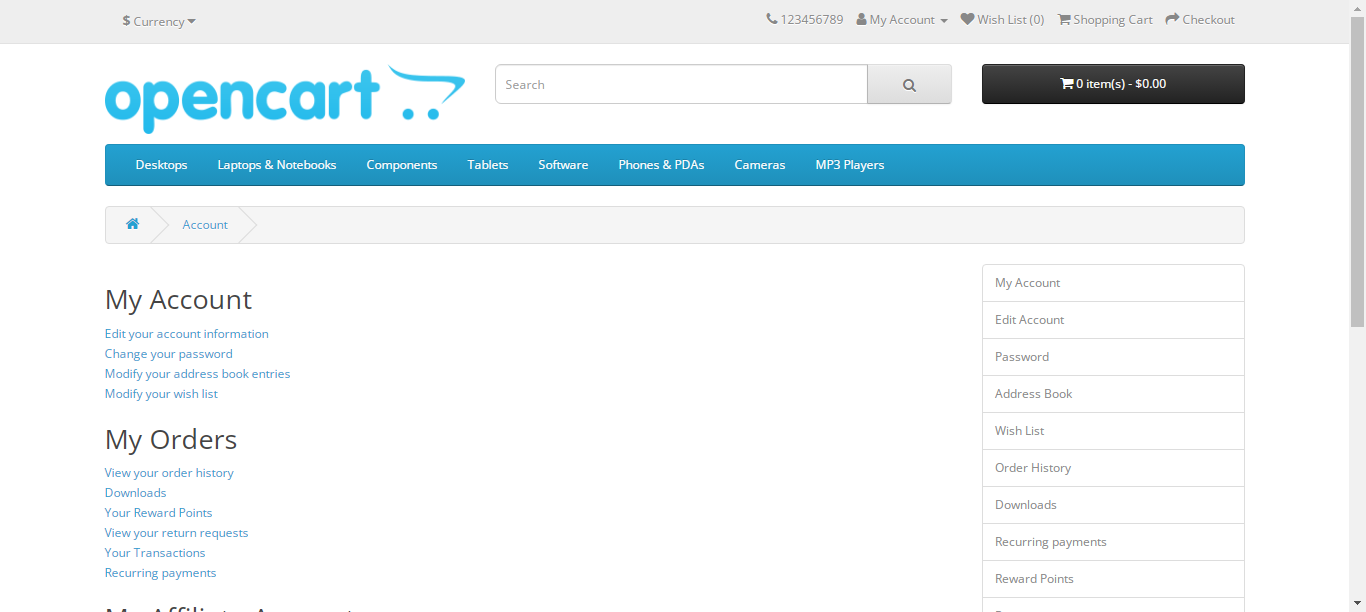 $ Currency
123456789 My Account Wish List (0) Shopping Cart Checkout
opencart
Search
0 item(s) - $0.00
Desktops Laptops & Notebooks Components Tablets Software Phones & PDAs Cameras MP3 Players
Account
My Account
Edit your account information
Change your password
Modify your address book entries
Modify your wish list
My Orders
View your order history
Downloads
Your Reward Points
View your return requests
Your Transactions
Recurring payments
My Affiliate Account
My Account
Edit Account
Password
Address Book
Wish List
Order History
Downloads
Recurring payments
Reward Points